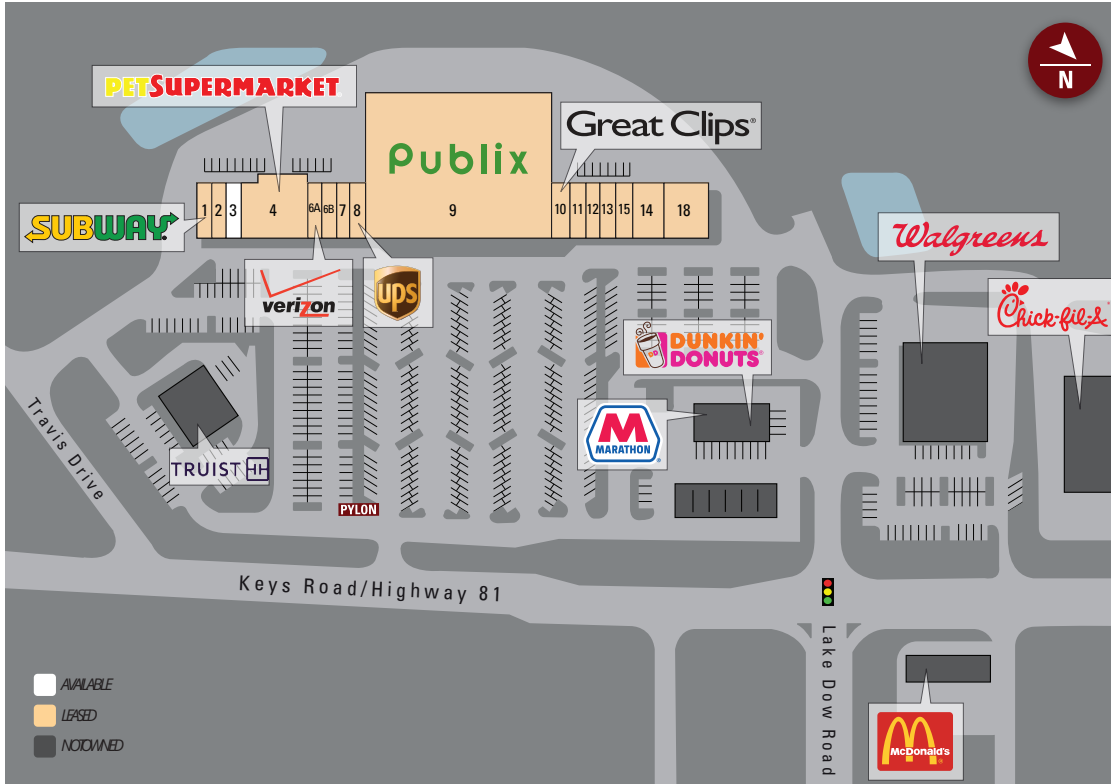 N
PETSUPERMARKET
Great Clips®
Publix
SUBWAY
1
2
3
4
6A
6B
7
8
9
10
11
12
13
15
14
18
Walgreens
verizon
ups
Chick-fil-A
DUNKIN'
DONUTS
M
MARATHON
TRUIST
PYLON
Travis Drive
Keys Road/Highway 81
Lake Dow Road
AVAILABLE
LEASED
NOTOWNED
McDonald's